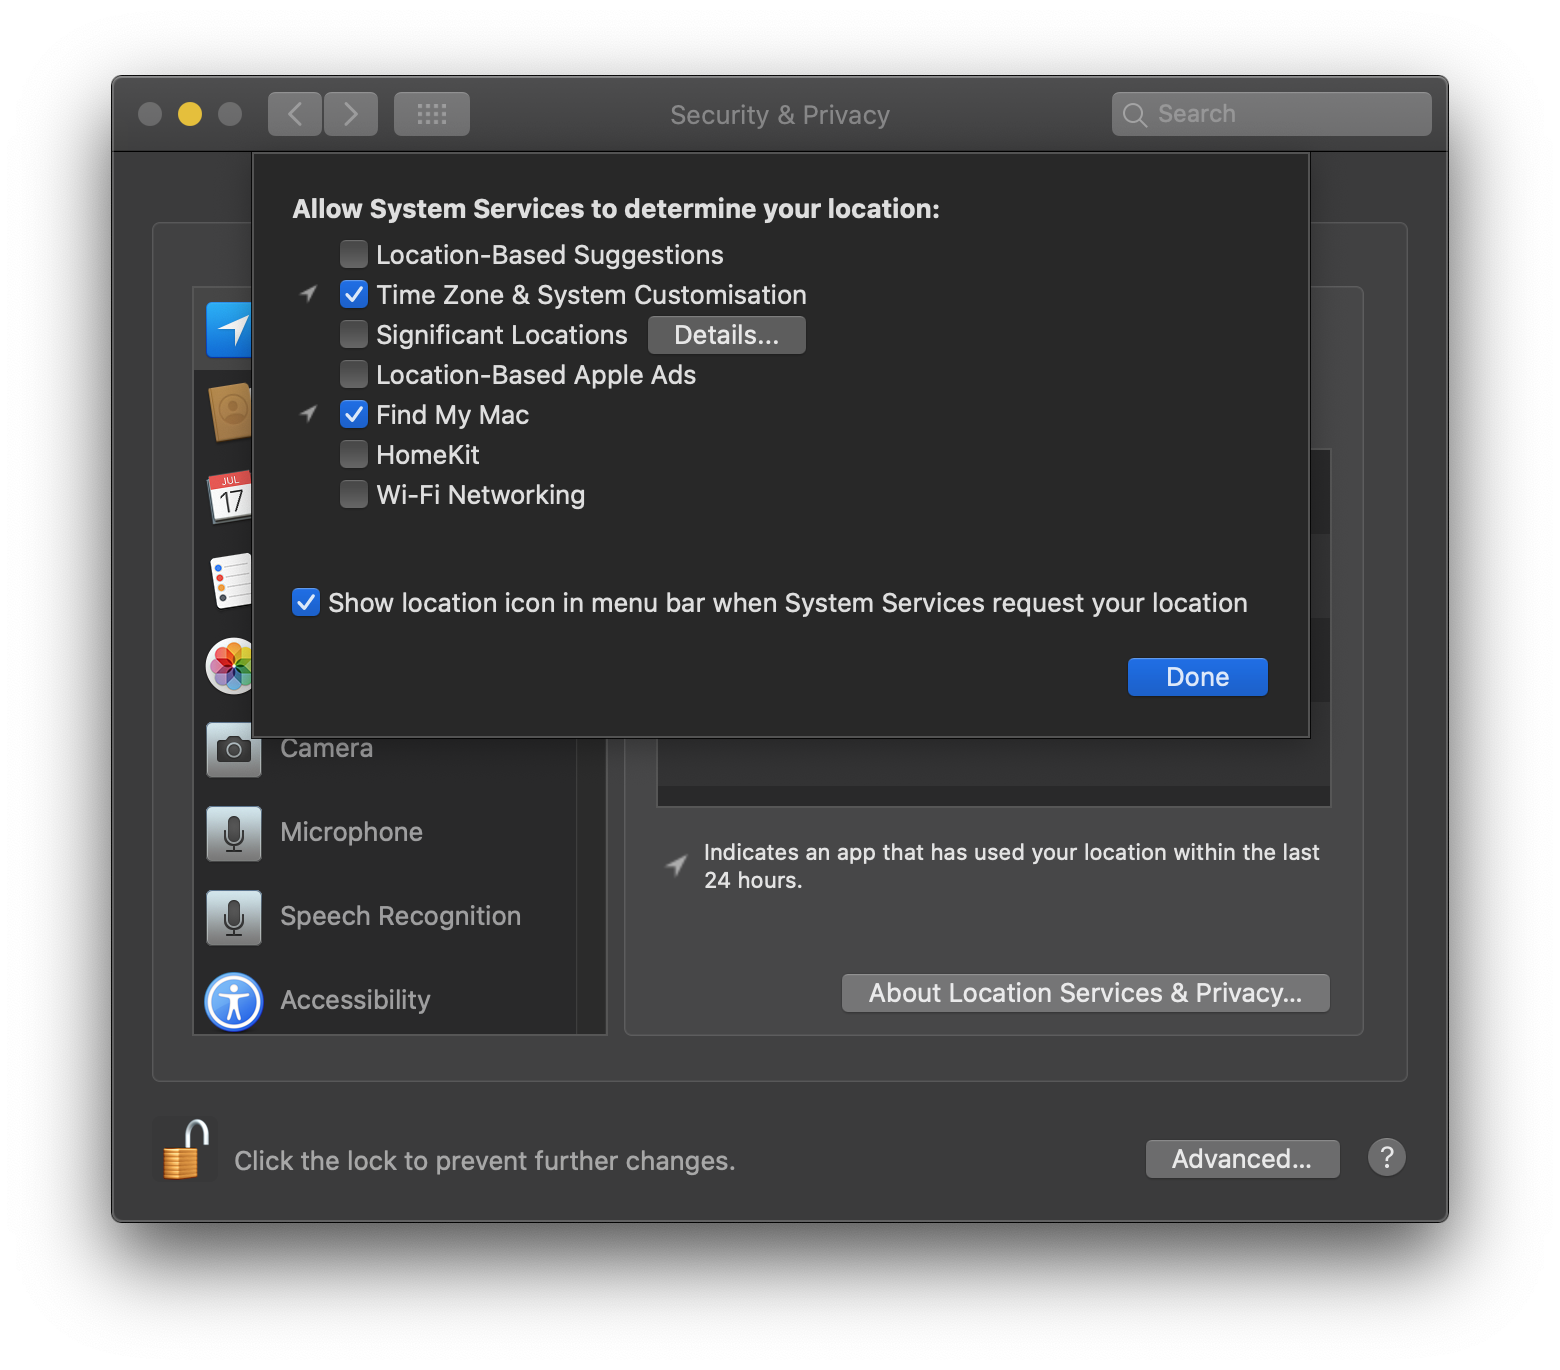 Security & Privacy
Search
Allow System Services to determine your location:
Location-Based Suggestions
Time Zone & System Customisation
Significant Locations Details...
Location-Based Apple Ads
Find My Mac
HomeKit
Wi-Fi Networking
Show location icon in menu bar when System Services request your location
Done
JUL
17
Camera
Microphone
Speech Recognition
Accessibility
Indicates an app that has used your location within the last
24 hours.
About Location Services & Privacy...
Click the lock to prevent further changes.
Advanced...
?